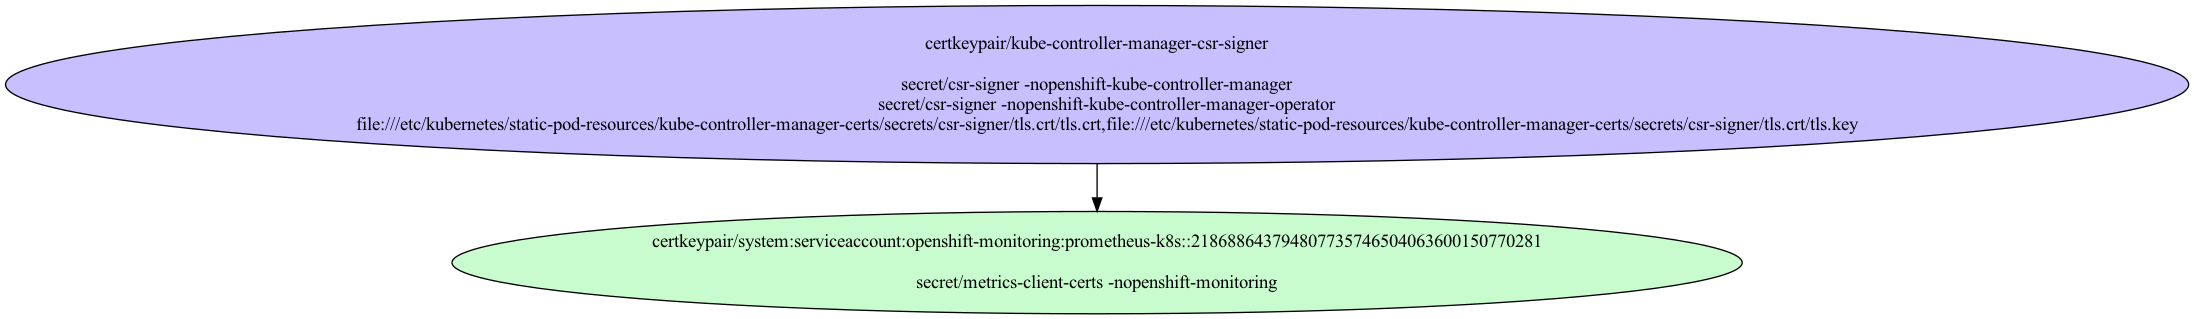 certkeypair/kube-controller-manager-csr-signer
secret/csr-signer -nopenshift-kube-controller-manager
secret/csr-signer -nopenshift-kube-controller-manager-operator
file:///etc/kubernetes/static-pod-resources/kube-controller-manager-certs/secrets/csr-signer/tls.crt/tls.crt,file:///etc/kubernetes/static-pod-resources/kube-controller-manager-certs/secrets/csr-signer/tls.crt/tls.key
certkeypair/system:serviceaccount:openshift-monitoring:prometheus-k8s::218688643794807735746504063600150770281
secret/metrics-client-certs -nopenshift-monitoring